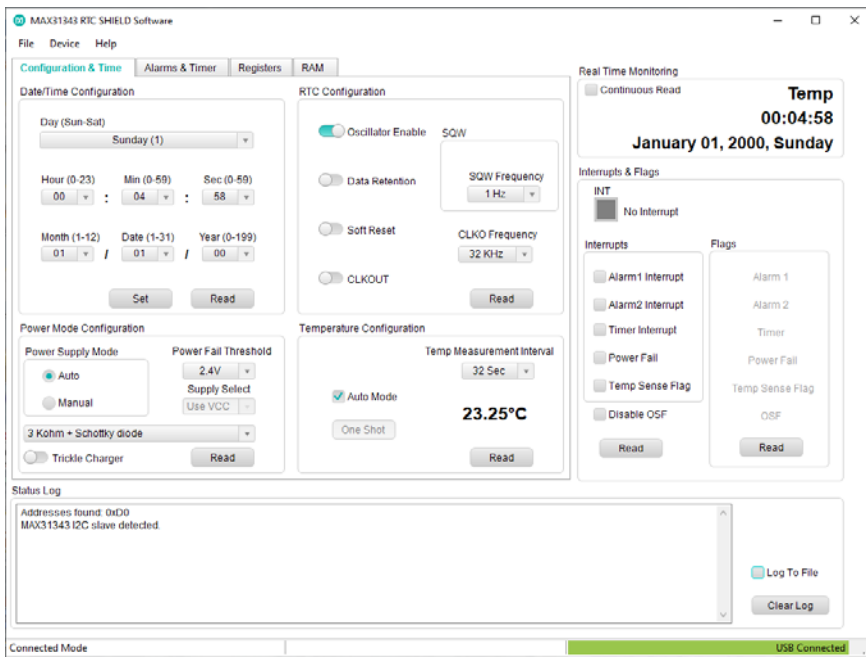 MAX31343 RTC SHIELD Software
File Device Help
Configuration & Time Alarms & Timer Registers RAM
Date/Time Configuration
Day (Sun-Sat)
Sunday (1)
Hour (0-23) Min (0-59) Sec (0-59)
00 : 04 : 58
Month (1-12) Date (1-31) Year (0-199)
01 / 01 / 00
Set Read
RTC Configuration
Oscillator Enable
Data Retention
Soft Reset
CLKOUT
SQW
SQW Frequency
1 Hz
CLKO Frequency
32 KHz
Read
Power Mode Configuration
Power Supply Mode
Auto
Manual
Power Fail Threshold
2.4V
Supply Select
Use VCC
3 Kohm + Schottky diode
Trickle Charger
Read
Temperature Configuration
Temp Measurement Interval
32 Sec
Auto Mode
23.25°C
One Shot
Read
Real Time Monitoring
Continuous Read
Temp
00:04:58
January 01, 2000, Sunday
Interrupts & Flags
INT
No Interrupt
Interrupts
Alarm1 Interrupt
Alarm2 Interrupt
Timer Interrupt
Power Fail
Temp Sense Flag
Disable OSF
Read
Flags
Alarm 1
Alarm 2
Timer
Power Fail
Temp Sense Flag
OSF
Read
Status Log
Addresses found: 0xD0
MAX31343 I2C slave detected.
Log To File
Clear Log
Connected Mode
USB Connected